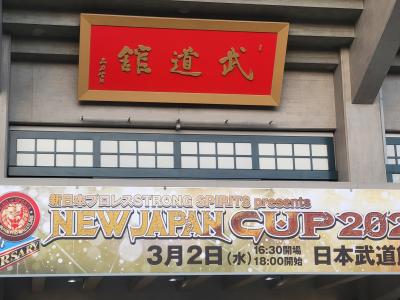 武道館
新日本プロレスSTRONG SPIRITS presents
NEW JAPAN CUP 202
3月2日(水) 16:30開場 18:00開始 日本武道館
ANNIVERSARY